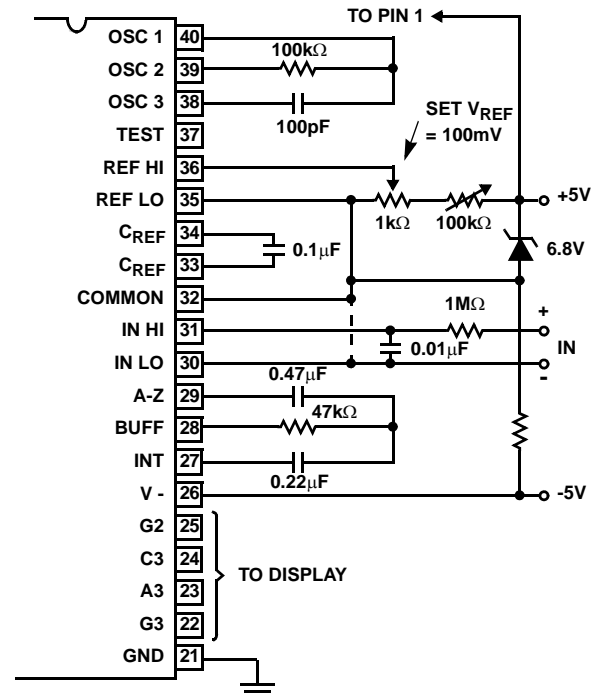 TO PIN 1
OSC 1 40
100kΩ
OSC 2 39
OSC 3 38
100pF
TEST 37
SET VREF
= 100mV
REF HI 36
REF LO 35
1kΩ
100kΩ
+5V
CREF 34
0.1µF
6.8V
CREF 33
COMMON 32
1MΩ
IN HI 31
+
0.01µF
IN
IN LO 30
-
0.47µF
A-Z 29
47kΩ
BUFF 28
INT 27
0.22µF
V - 26
-5V
G2 25
C3 24
TO DISPLAY
A3 23
G3 22
GND 21